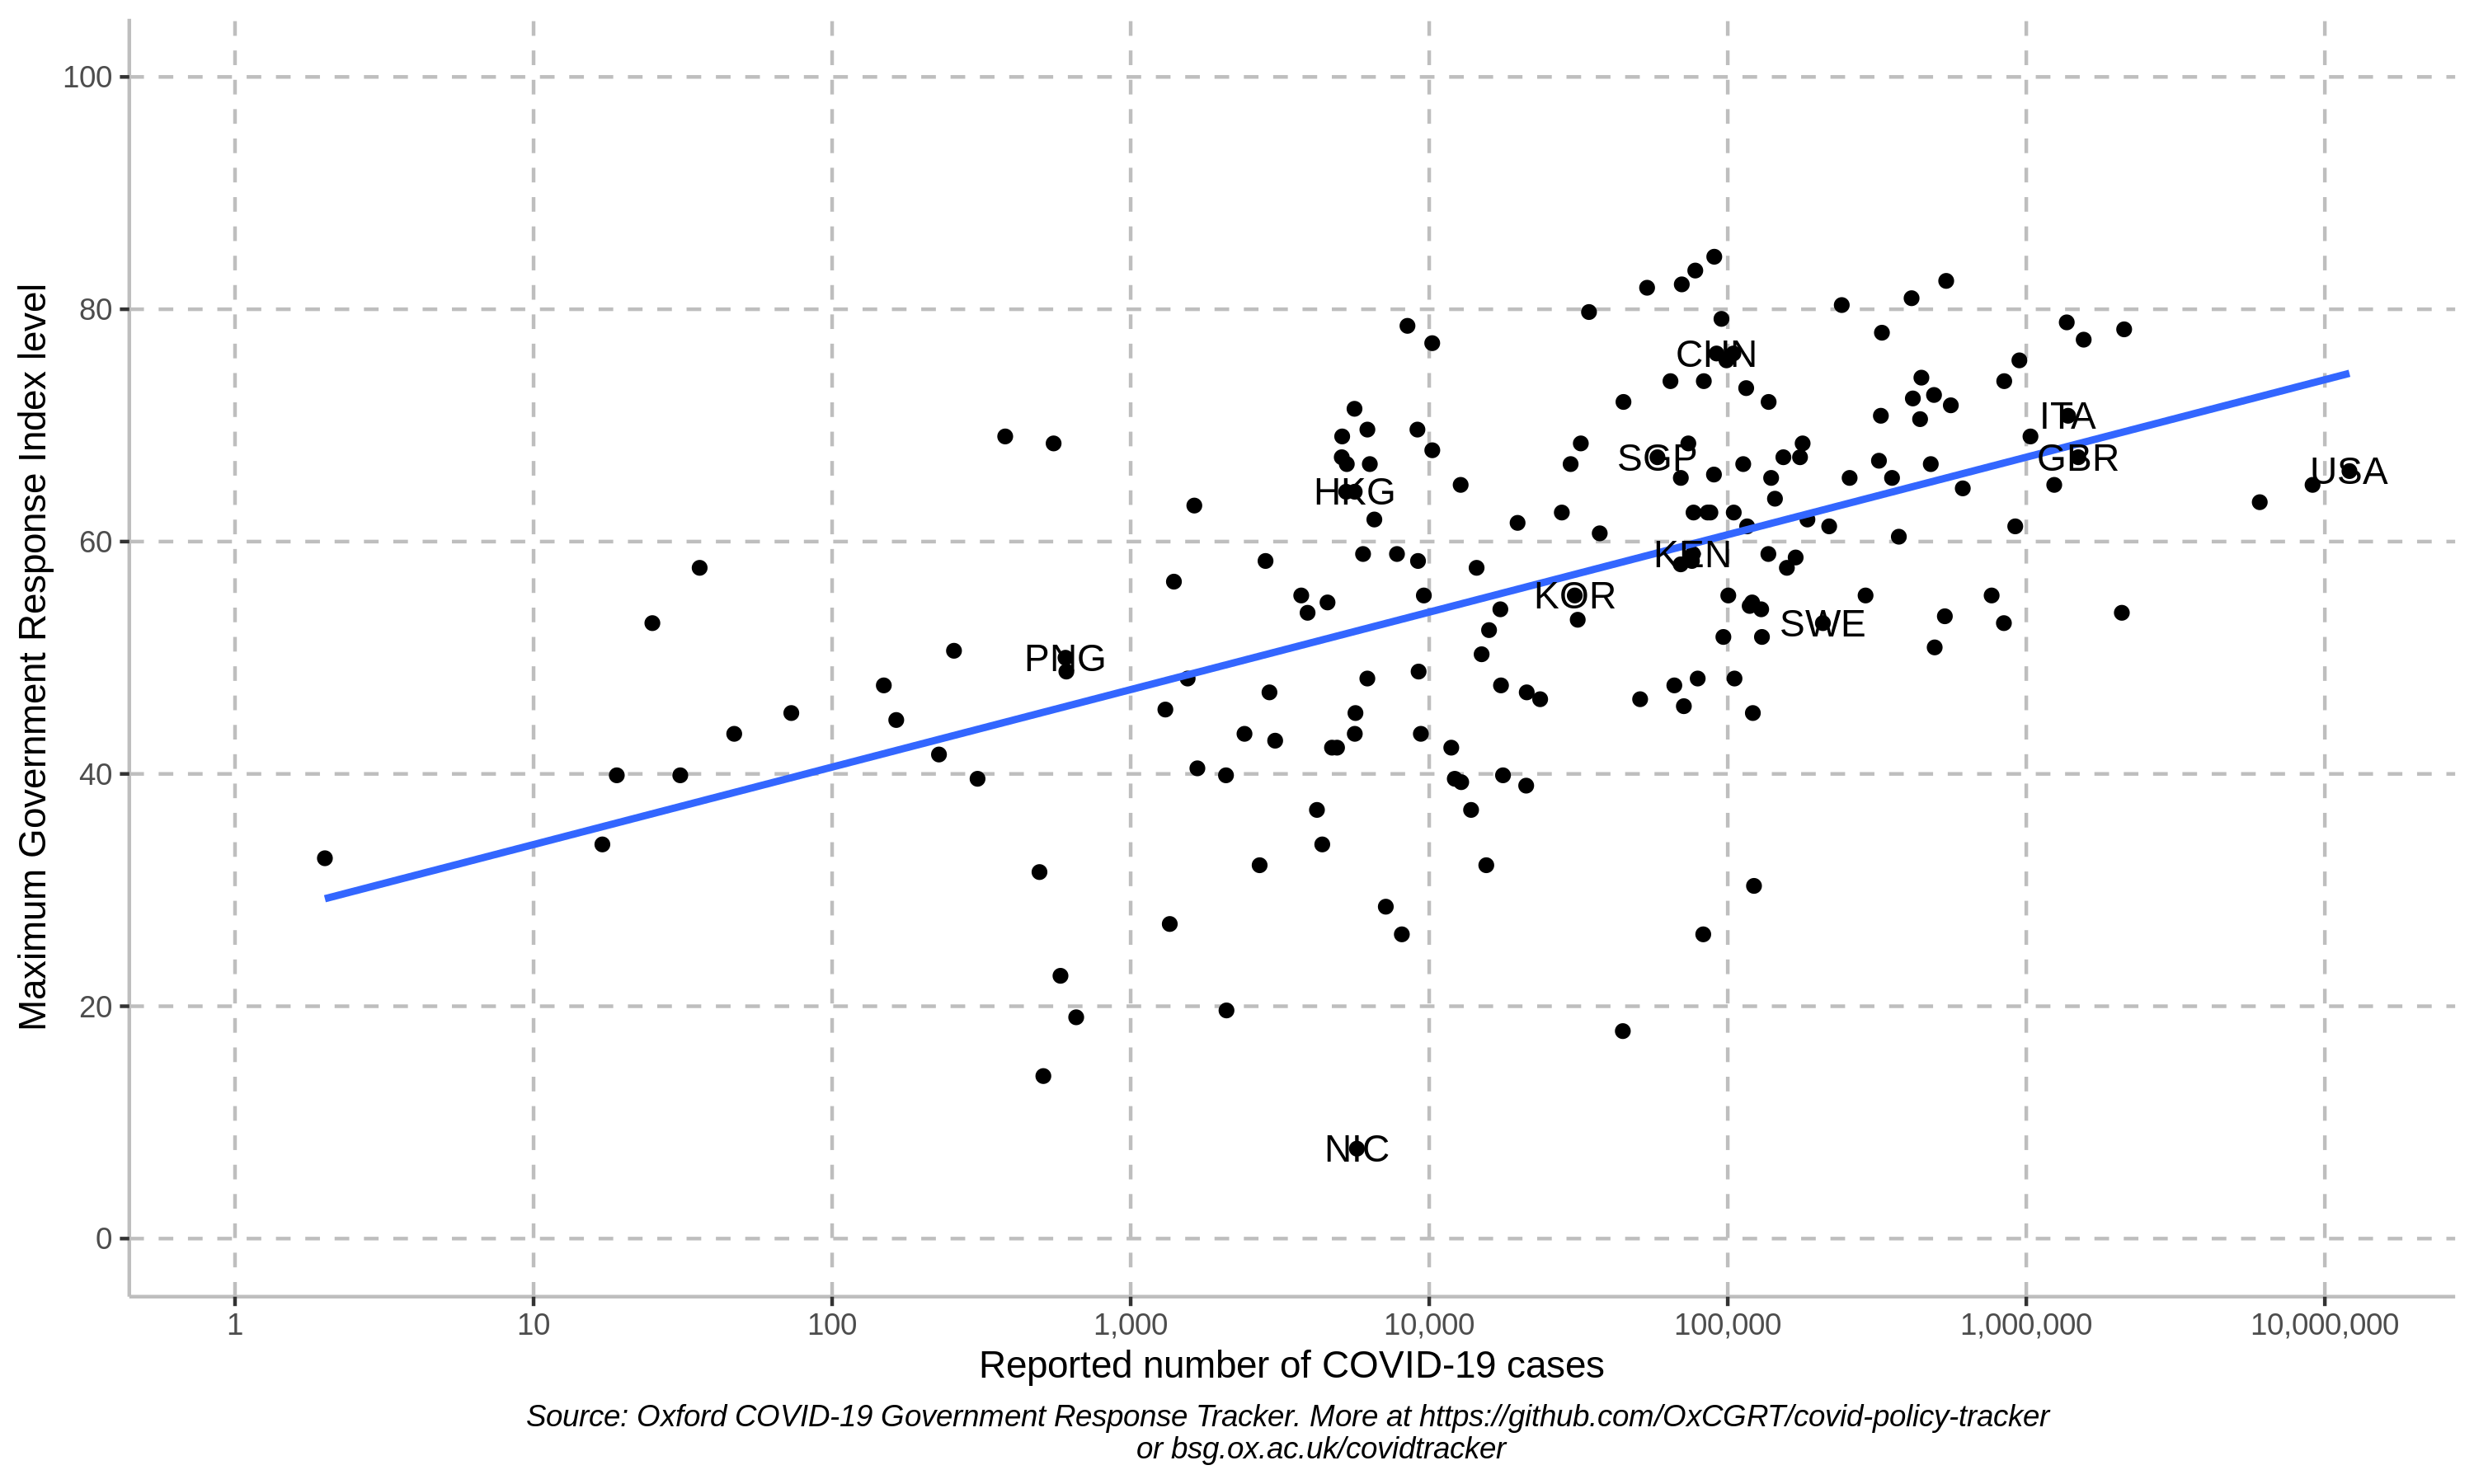 Maximum Government Response Index level
100
80
60
40
20
0
CHN
ITA
SGP
GBR
USA
HKG
KEN
KOR
SWE
PNG
NIC
1
10
100
1,000
10,000
100,000
1,000,000
10,000,000
Reported number of COVID-19 cases
Source: Oxford COVID-19 Government Response Tracker. More at https://github.com/OxCGRT/covid-policy-tracker
or bsg.ox.ac.uk/covidtracker